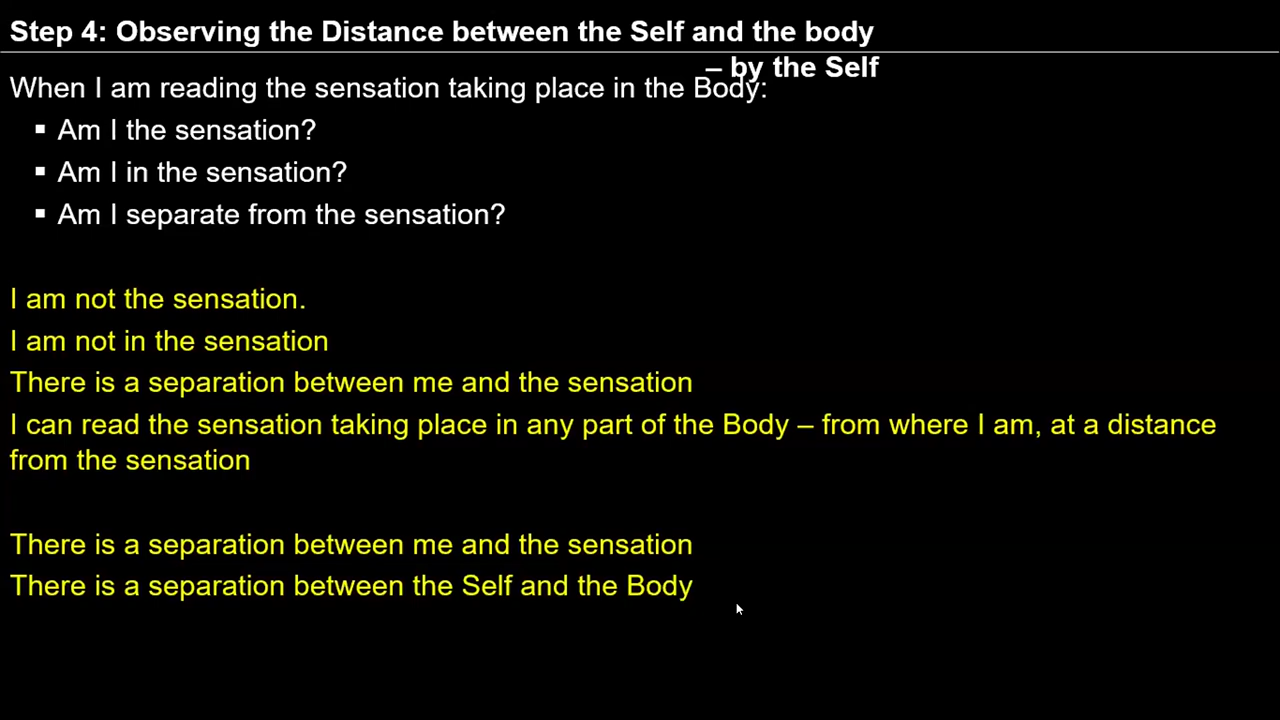 Step 4: Observing the Distance between the Self and the body
– by the Self
When I am reading the sensation taking place in the Body:
▪ Am I the sensation?
▪ Am I in the sensation?
▪ Am I separate from the sensation?
I am not the sensation.
I am not in the sensation
There is a separation between me and the sensation
I can read the sensation taking place in any part of the Body – from where I am, at a distance
from the sensation
There is a separation between me and the sensation
There is a separation between the Self and the Body